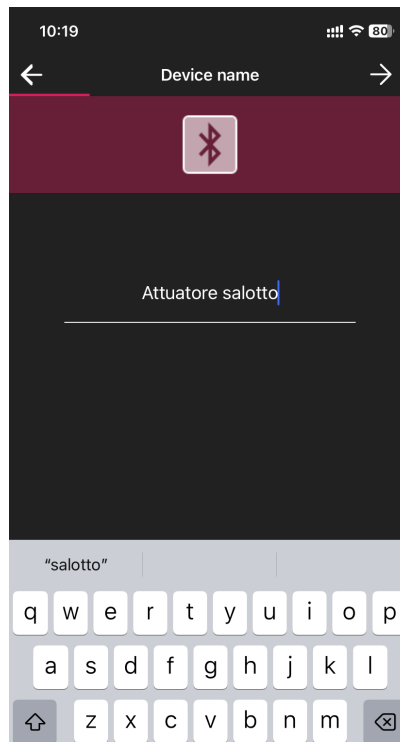 10:19
80
Device name
Attuatore salotto
“salotto”
q w e r t y u i o p
a s d f g h j k l
z x c v b n m